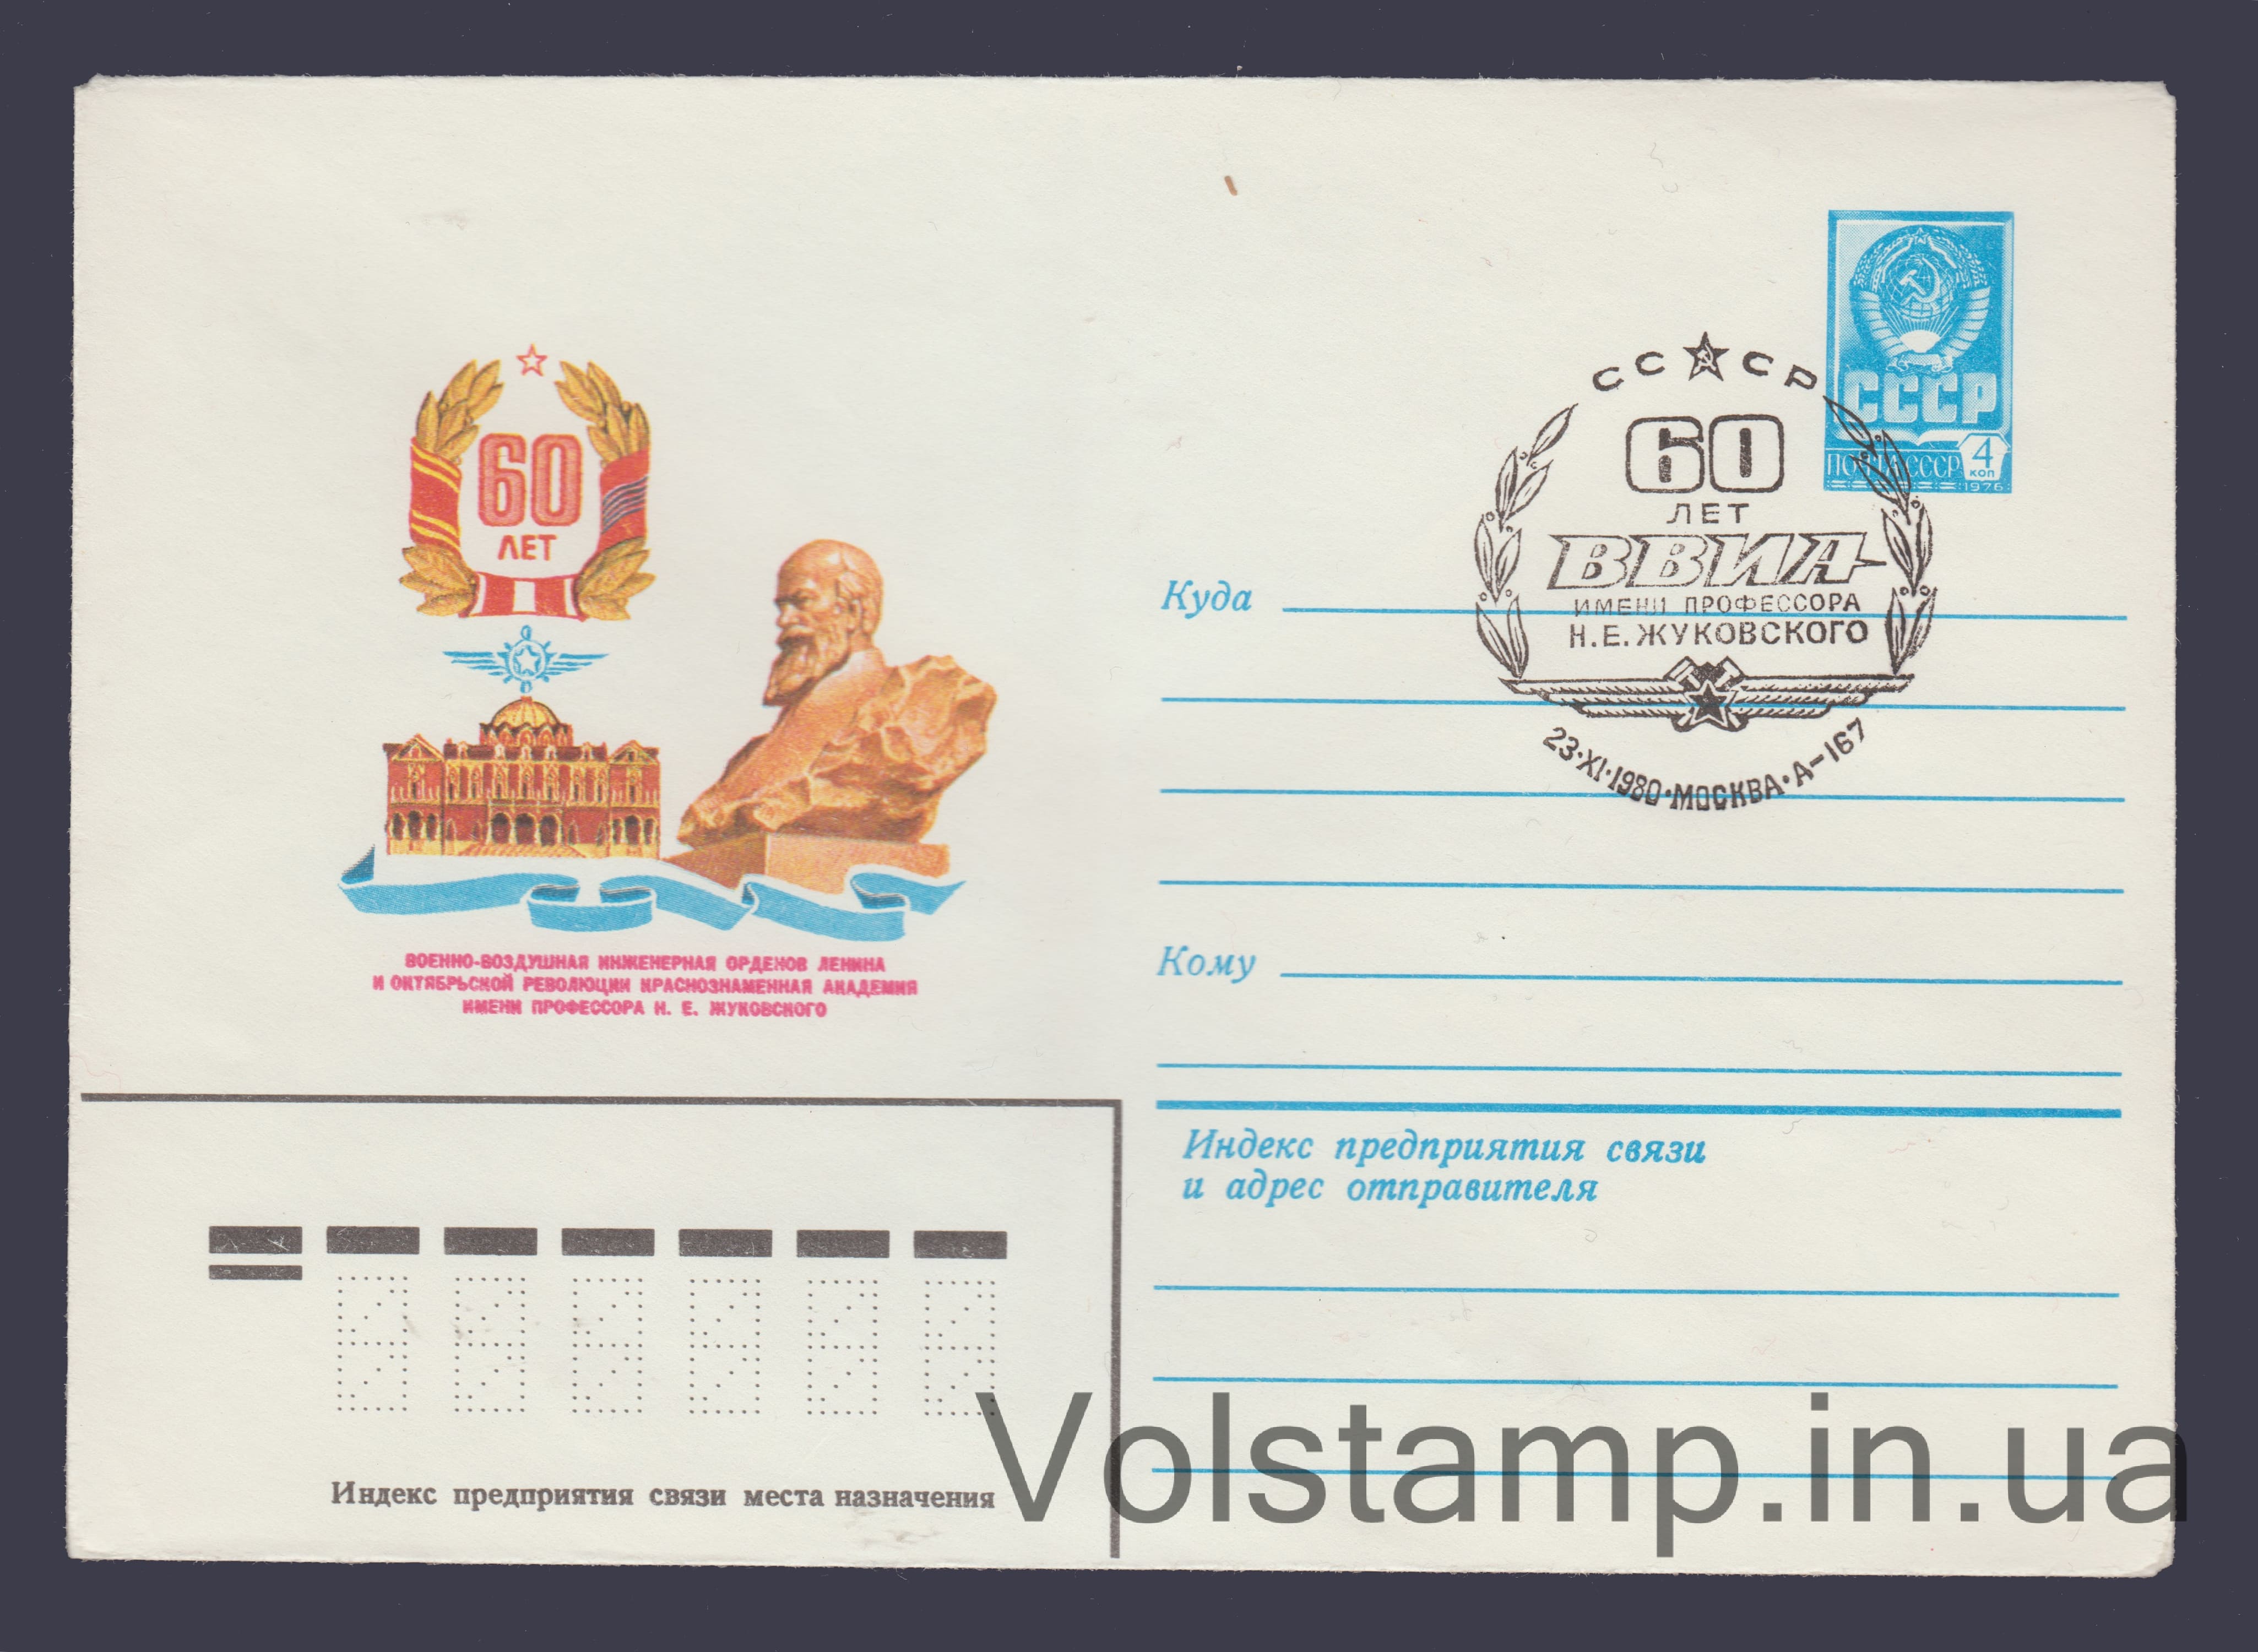 60
ЛЕТ
ВОЕННО-ВОЗДУШНАЯ ИНЖЕНЕРНАЯ ОРДЕНОВ ЛЕНИНА
И ОКТЯБРЬСКОЙ РЕВОЛЮЦИИ КРАСНОЗНАМЕННАЯ АКАДЕМИЯ
ИМЕНИ ПРОФЕССОРА Н. Е. ЖУКОВСКОГО
СССР
ПОЧТА СССР
4
КОП
1976
СССР
60
ЛЕТ
ВВИА
ИМЕНИ ПРОФЕССОРА
Н.Е. ЖУКОВСКОГО
23·XI·1980·МОСКВА·А-167
Куда
Кому
Индекс предприятия связи
и адрес отправителя
Индекс предприятия связи места назначения
Volstamp.in.ua